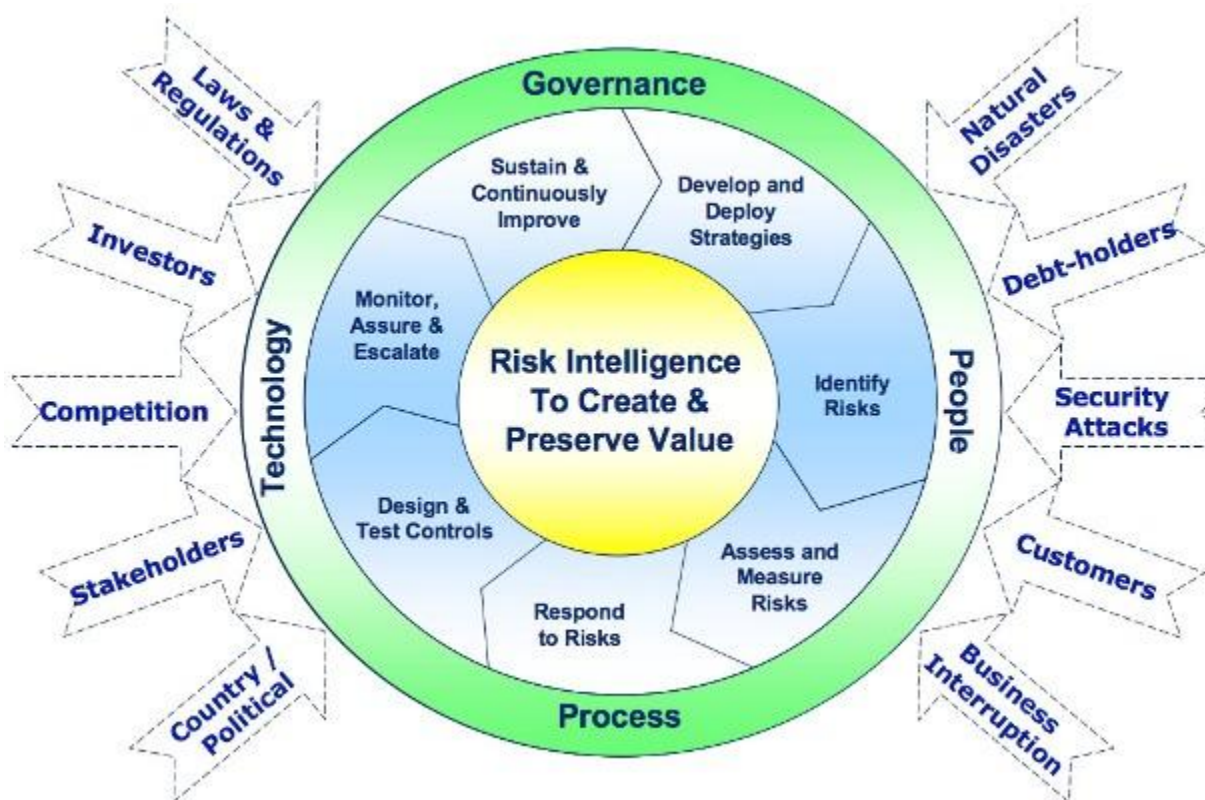 Governance
Laws &
Regulations
Natural
Disasters
Sustain &
Continuously
Improve
Develop and
Deploy
Strategies
Investors
Debt-holders
Monitor,
Assure &
Escalate
Technology
Risk Intelligence
To Create &
Preserve Value
Identify
Risks
People
Competition
Security
Attacks
Design &
Test Controls
Assess and
Measure
Risks
Stakeholders
Customers
Respond
to Risks
Country /
Political
Process
Business
Interruption